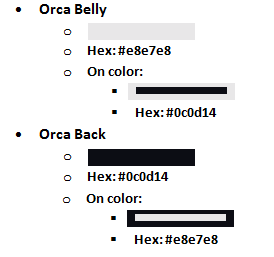 Orca Belly
Hex: #e8e7e8
On color:
Hex: #0c0d14
Orca Back
Hex: #0c0d14
On color:
Hex: #e8e7e8